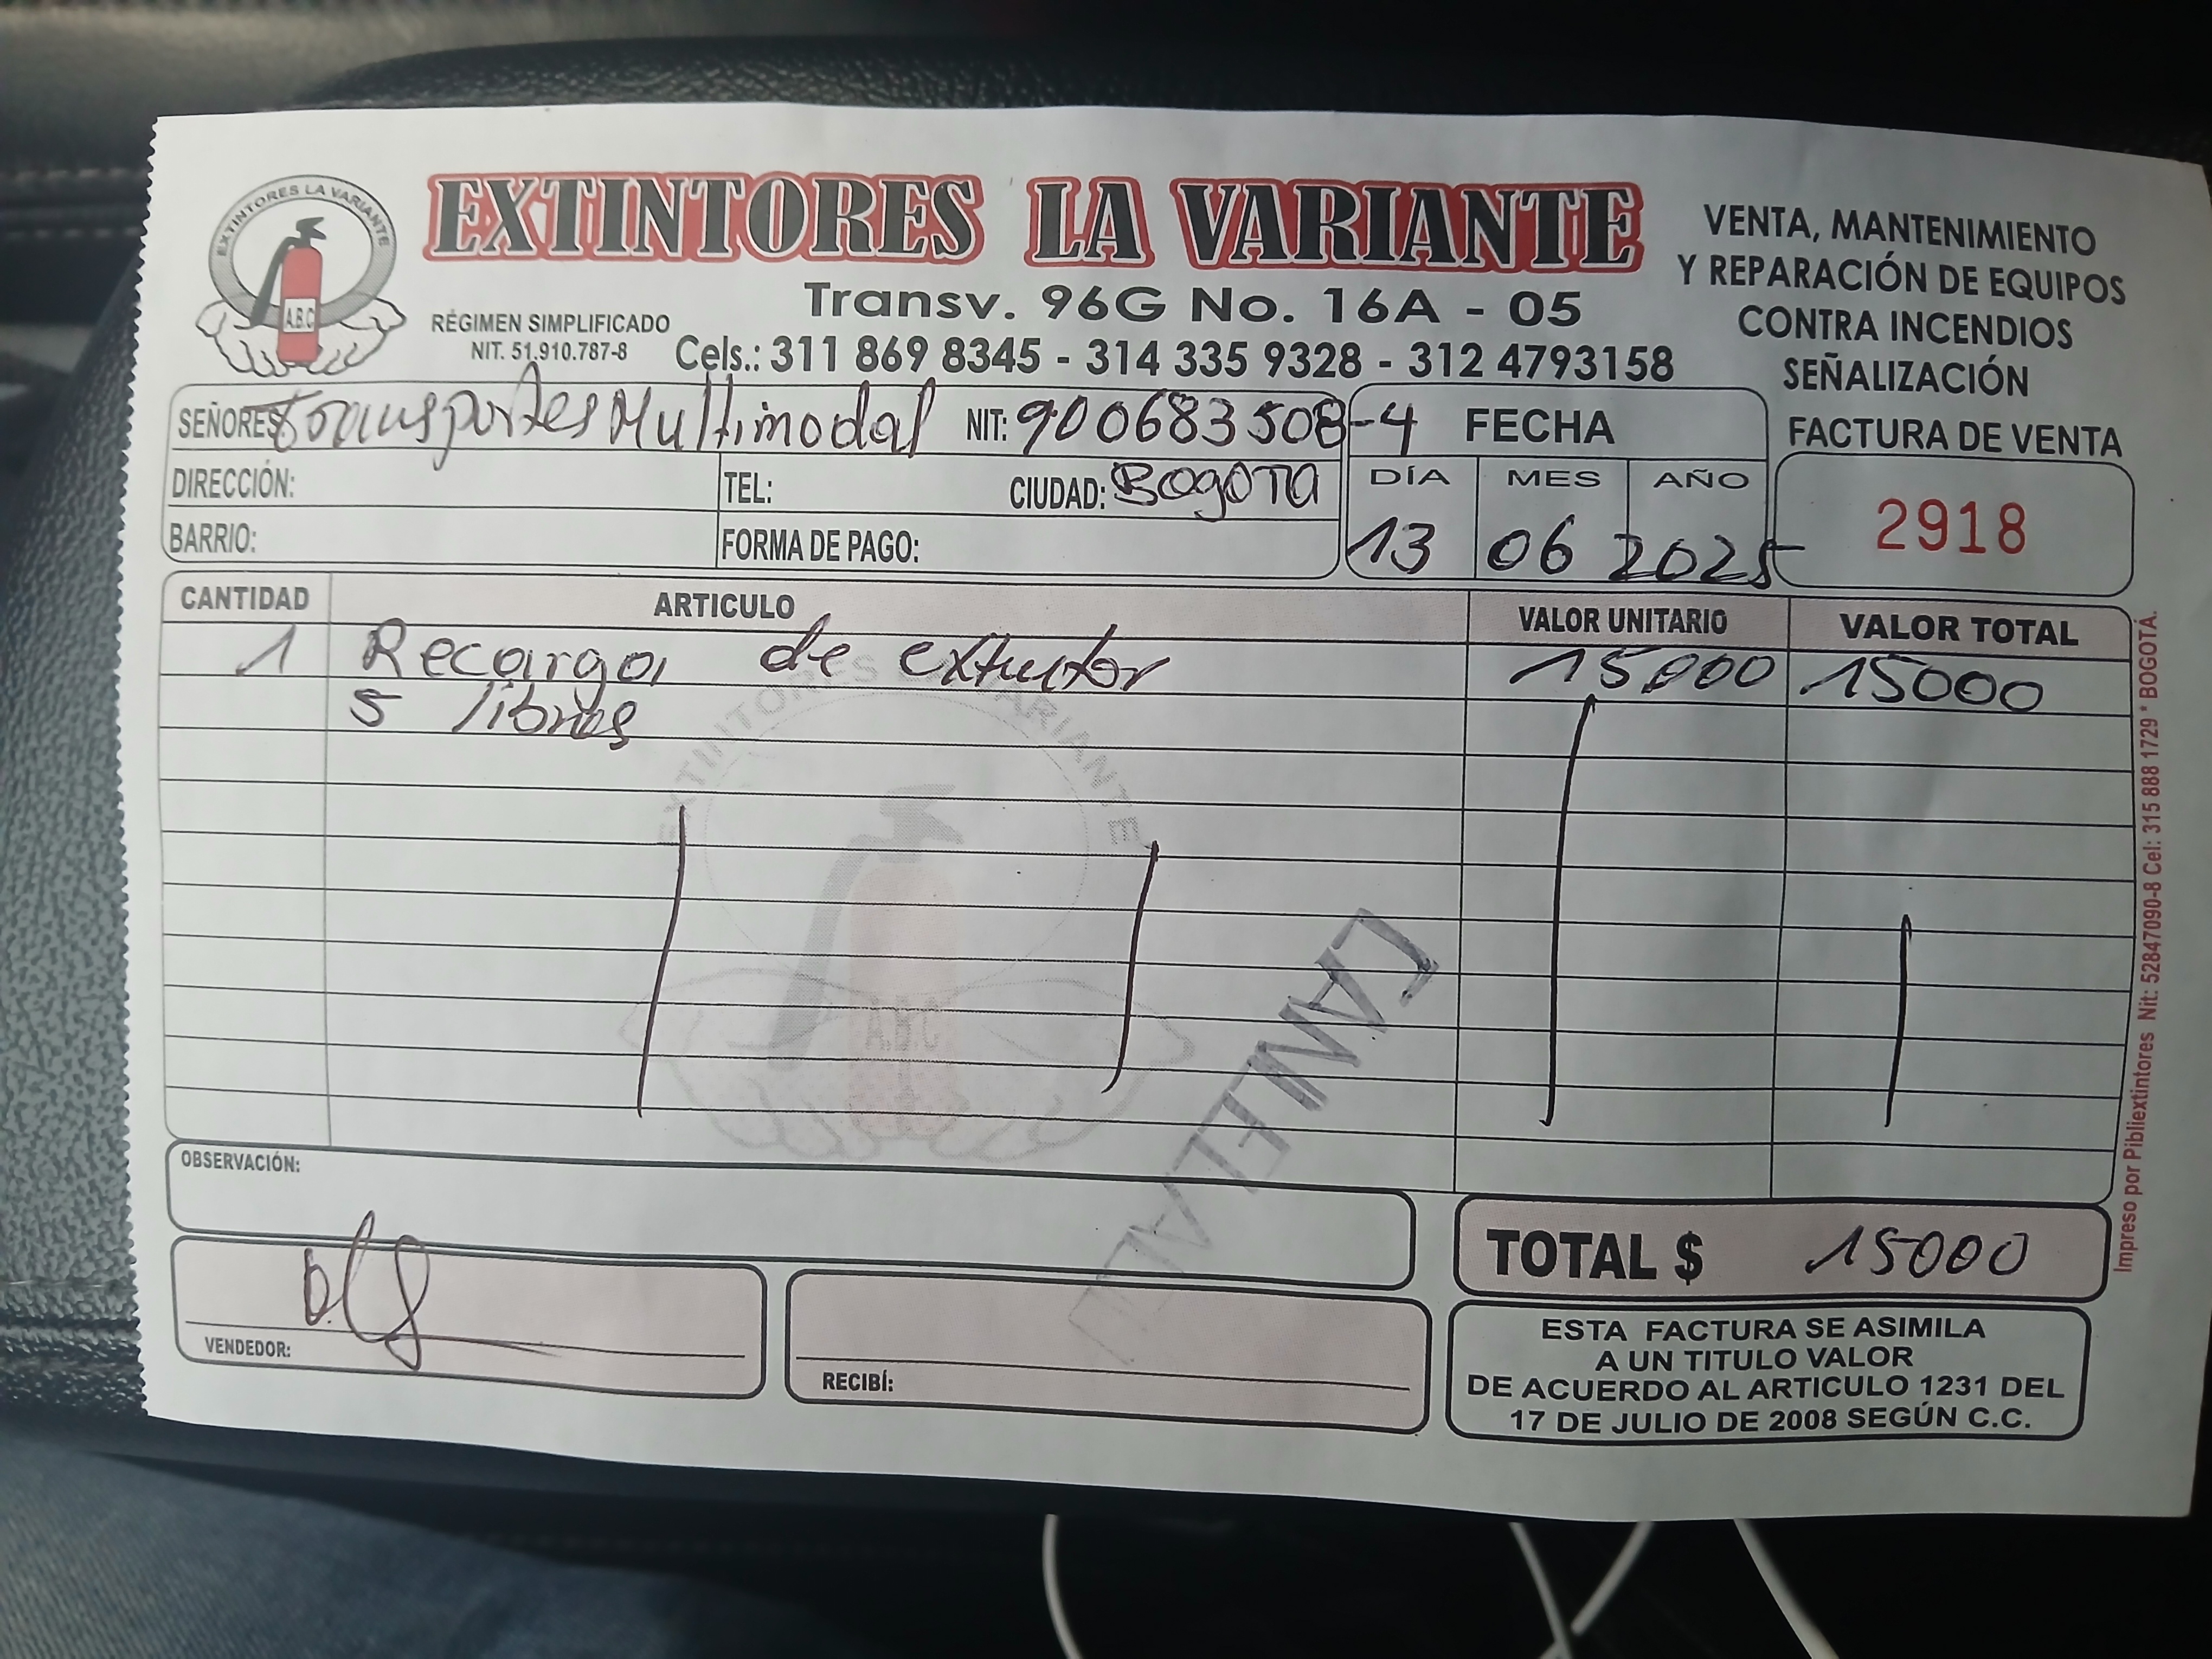 EXTINTORES LA VARIANTE
A.B.C
EXTINTORES LA VARIANTE
RÉGIMEN SIMPLIFICADO
NIT. 51.910.787-8
Transv. 96G No. 16A - 05
Cels.: 311 869 8345 - 314 335 9328 - 312 4793158
VENTA, MANTENIMIENTO
Y REPARACIÓN DE EQUIPOS
CONTRA INCENDIOS
SEÑALIZACIÓN
FACTURA DE VENTA
2918
SEÑORES: Transportes Multimodal NIT: 900683508-4
DIRECCIÓN: TEL: CIUDAD: Bogota
BARRIO: FORMA DE PAGO:
FECHA
DÍA MES AÑO
13 06 2025
CANTIDAD ARTICULO VALOR UNITARIO VALOR TOTAL
1 Recarga de extintor 15000 15000
5 libras
EXTINTORES LA VARIANTE
A.B.C
OBSERVACIÓN:
TOTAL $ 15000
VENDEDOR:
RECIBÍ:
ESTA FACTURA SE ASIMILA
A UN TITULO VALOR
DE ACUERDO AL ARTICULO 1231 DEL
17 DE JULIO DE 2008 SEGÚN C.C.
Impreso por Pibliextintores Nit: 52847090-8 Cel: 315 888 1729 * BOGOTÁ.